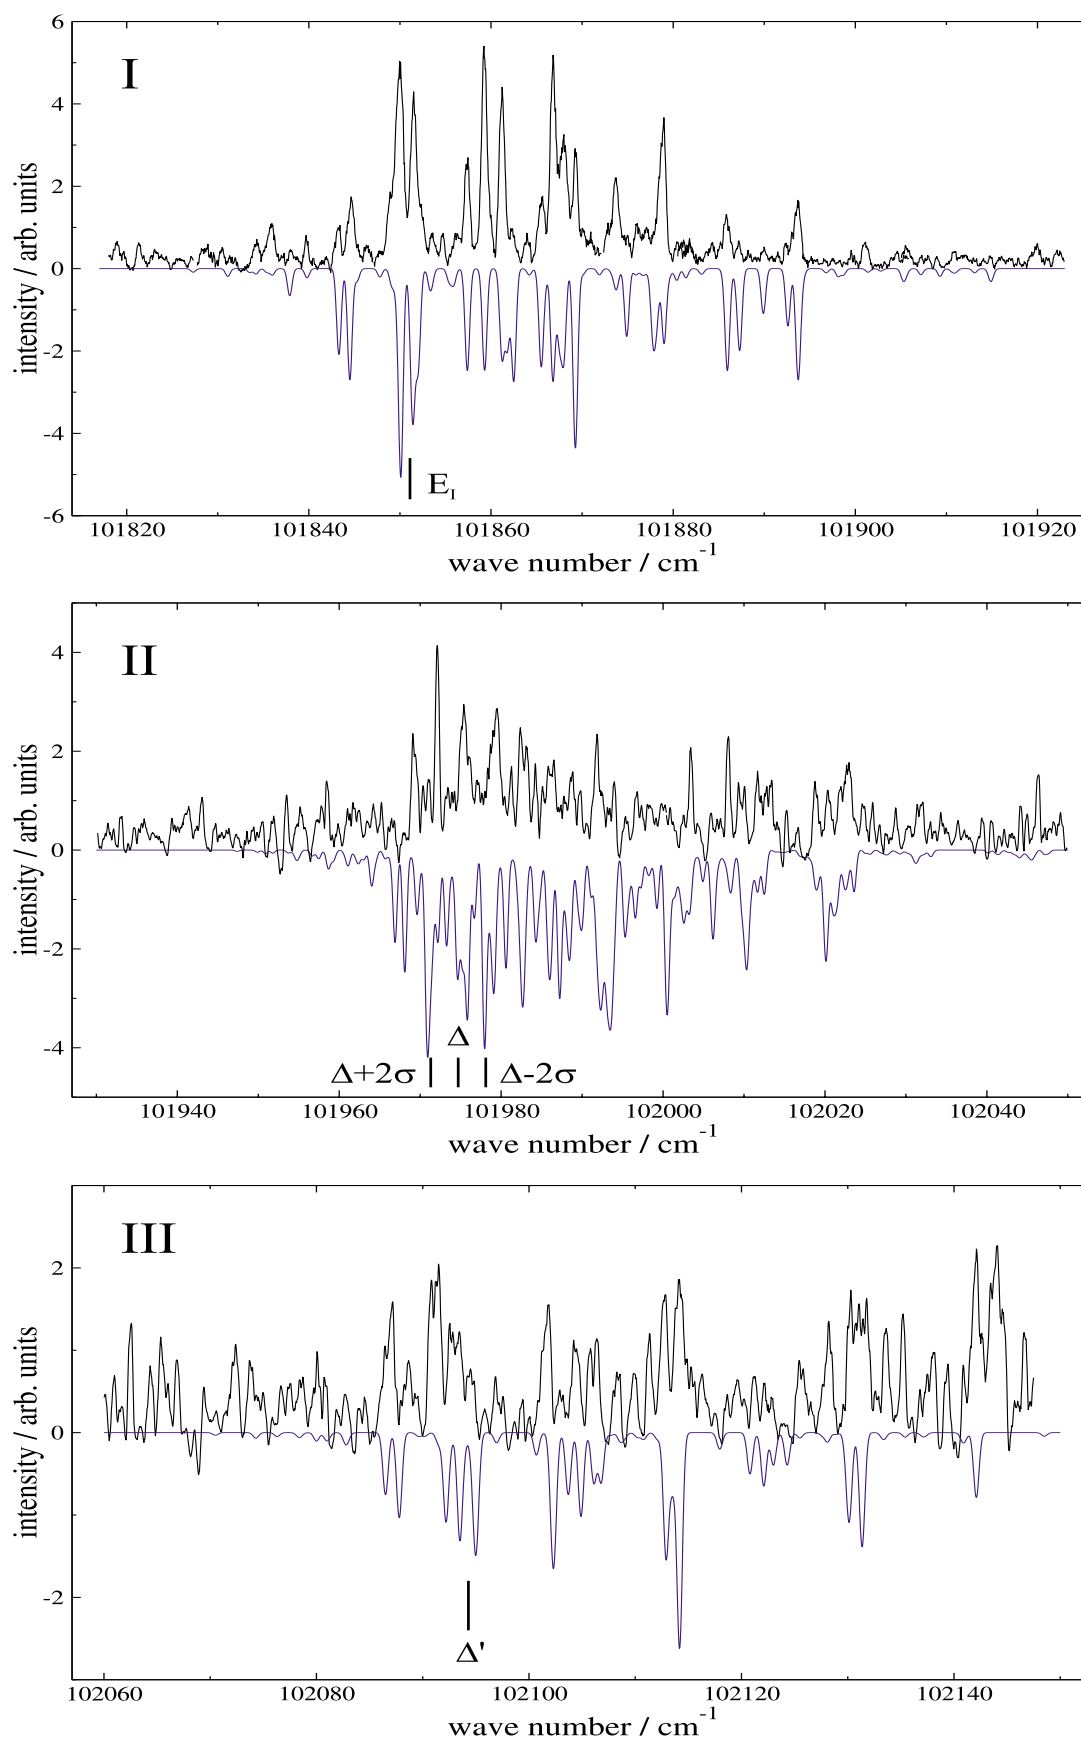 I
6
4
2
0
-2
-4
-6
intensity / arb. units
E_I
101820 101840 101860 101880 101900 101920
wave number / cm^-1
II
4
2
0
-2
-4
intensity / arb. units
Δ
Δ+2σ Δ-2σ
101940 101960 101980 102000 102020 102040
wave number / cm^-1
III
2
0
-2
intensity / arb. units
Δ'
102060 102080 102100 102120 102140
wave number / cm^-1